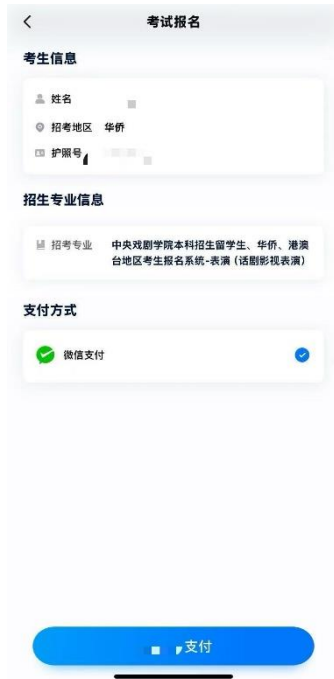 考试报名
考生信息
姓名
招考地区 华侨
护照号
招生专业信息
招考专业 中央戏剧学院本科招生留学生、华侨、港澳
台地区考生报名系统-表演（话剧影视表演）
支付方式
微信支付
支付